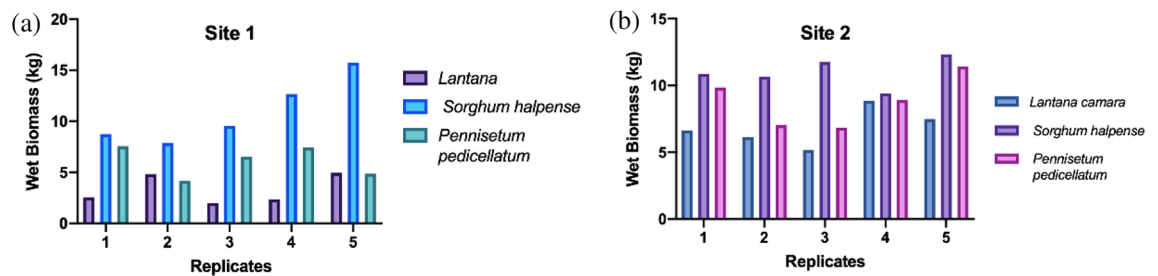 (a)
Site 1
Wet Biomass (kg)
20
15
10
5
0
1 2 3 4 5
Replicates
Lantana
Sorghum halpense
Pennisetum
pedicellatum
(b)
Site 2
Wet Biomass (kg)
15
10
5
0
1 2 3 4 5
Replicates
Lantana camara
Sorghum halpense
Pennisetum
pedicellatum